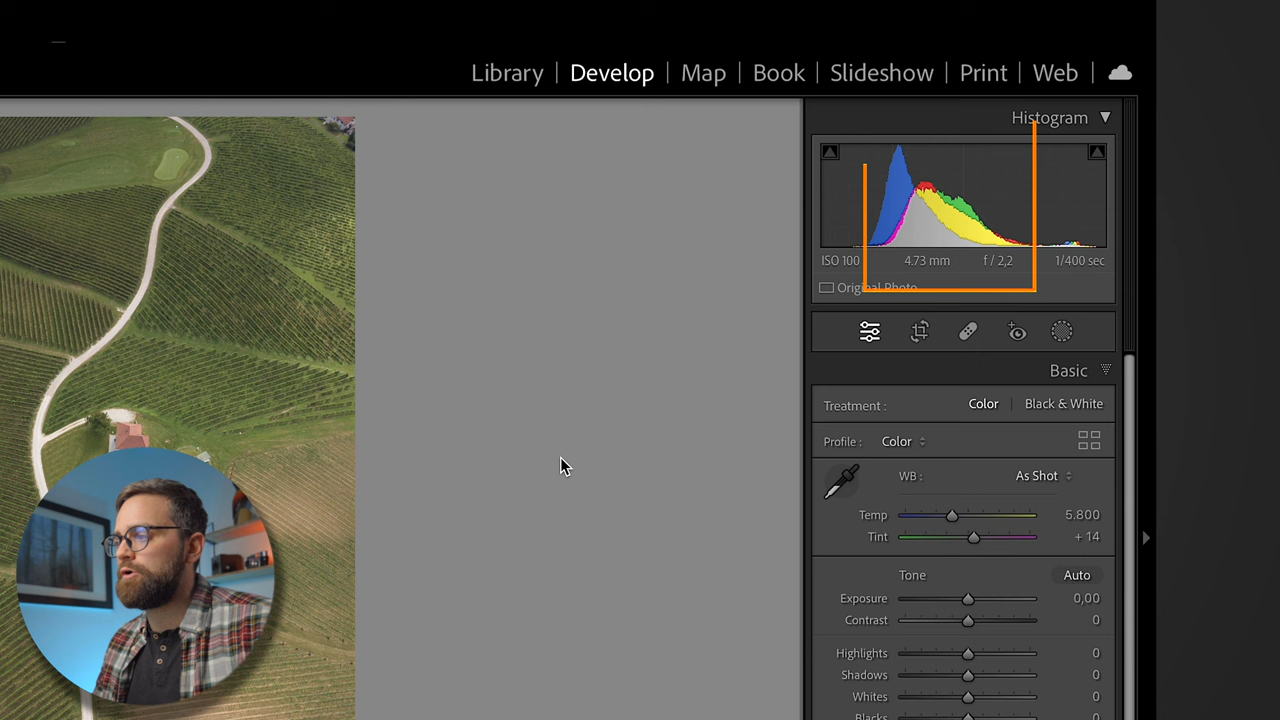 Library | Develop | Map | Book | Slideshow | Print | Web
Histogram
ISO 100 4.73 mm f / 2,2 1/400 sec
Original Photo
Basic
Treatment : Color | Black & White
Profile : Color
WB : As Shot
Temp 5.800
Tint + 14
Tone Auto
Exposure 0,00
Contrast 0
Highlights 0
Shadows 0
Whites 0
Blacks 0